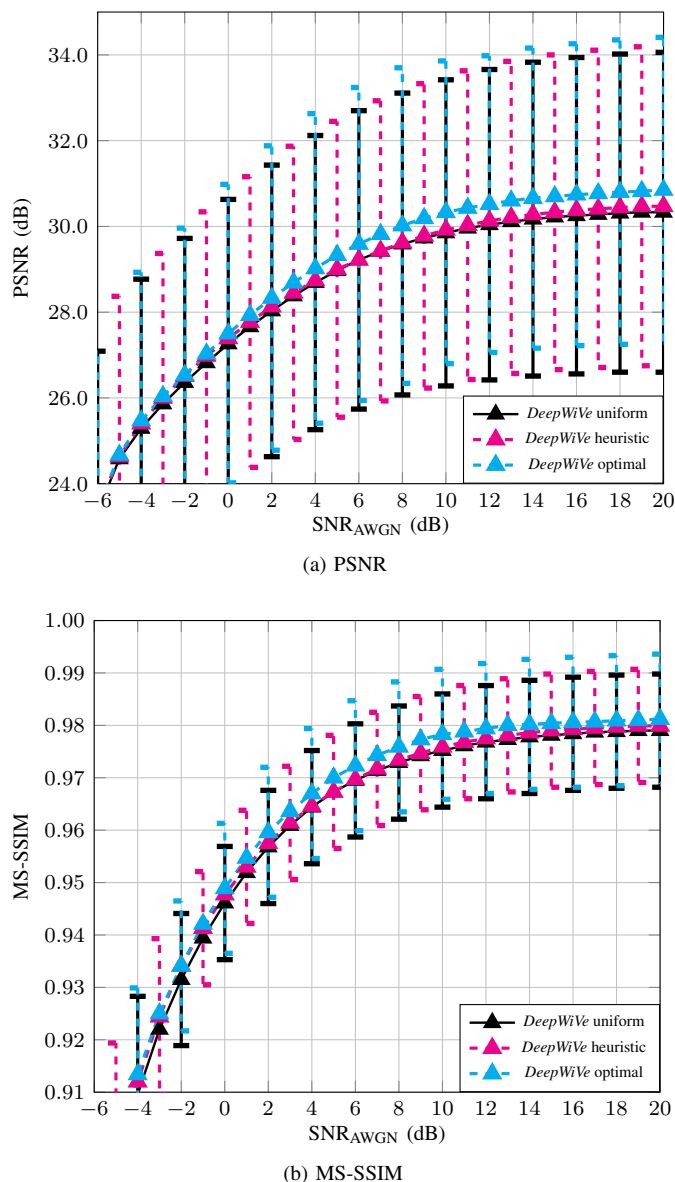 34.0
32.0
30.0
28.0
26.0
24.0
PSNR (dB)
DeepWiVe uniform
DeepWiVe heuristic
DeepWiVe optimal
−6 −4 −2 0 2 4 6 8 10 12 14 16 18 20
SNR_AWGN (dB)
(a) PSNR
1.00
0.99
0.98
0.97
0.96
0.95
0.94
0.93
0.92
0.91
MS-SSIM
DeepWiVe uniform
DeepWiVe heuristic
DeepWiVe optimal
−6 −4 −2 0 2 4 6 8 10 12 14 16 18 20
SNR_AWGN (dB)
(b) MS-SSIM